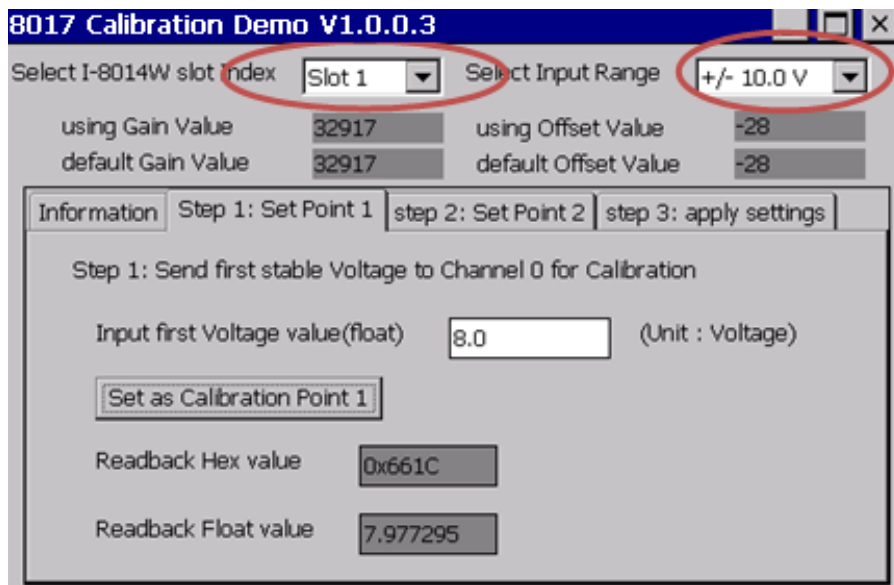 8017 Calibration Demo V1.0.0.3
Select I-8014W slot Index Slot 1 Select Input Range +/- 10.0 V
using Gain Value 32917 using Offset Value -28
default Gain Value 32917 default Offset Value -28
Information Step 1: Set Point 1 step 2: Set Point 2 step 3: apply settings
Step 1: Send first stable Voltage to Channel 0 for Calibration
Input first Voltage value(float) 8.0 (Unit : Voltage)
Set as Calibration Point 1
Readback Hex value 0x661C
Readback Float value 7.977295